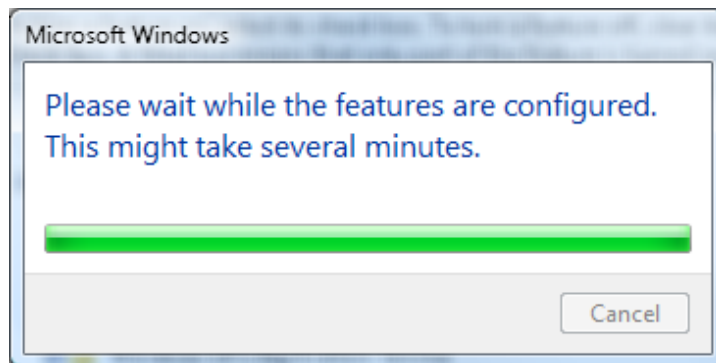 Microsoft Windows
Please wait while the features are configured.
This might take several minutes.
Cancel